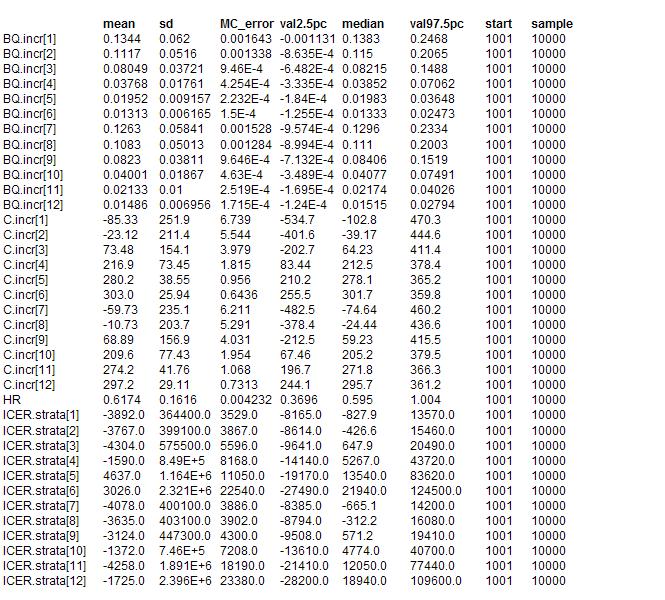 mean sd MC_error val2.5pc median val97.5pc start sample
BQ.incr[1] 0.1344 0.062 0.001643 -0.001131 0.1383 0.2468 1001 10000
BQ.incr[2] 0.1117 0.0516 0.001338 -8.635E-4 0.115 0.2065 1001 10000
BQ.incr[3] 0.08049 0.03721 9.46E-4 -6.482E-4 0.08215 0.1488 1001 10000
BQ.incr[4] 0.03768 0.01761 4.254E-4 -3.335E-4 0.03852 0.07062 1001 10000
BQ.incr[5] 0.01952 0.009157 2.232E-4 -1.84E-4 0.01983 0.03648 1001 10000
BQ.incr[6] 0.01313 0.006165 1.5E-4 -1.255E-4 0.01333 0.02473 1001 10000
BQ.incr[7] 0.1263 0.05841 0.001528 -9.574E-4 0.1296 0.2334 1001 10000
BQ.incr[8] 0.1083 0.05013 0.001284 -8.994E-4 0.111 0.2003 1001 10000
BQ.incr[9] 0.0823 0.03811 9.646E-4 -7.132E-4 0.08406 0.1519 1001 10000
BQ.incr[10] 0.04001 0.01867 4.63E-4 -3.489E-4 0.04077 0.07491 1001 10000
BQ.incr[11] 0.02133 0.01 2.519E-4 -1.695E-4 0.02174 0.04026 1001 10000
BQ.incr[12] 0.01486 0.006956 1.715E-4 -1.24E-4 0.01515 0.02794 1001 10000
C.incr[1] -85.33 251.9 6.739 -534.7 -102.8 470.3 1001 10000
C.incr[2] -23.12 211.4 5.544 -401.6 -39.17 444.6 1001 10000
C.incr[3] 73.48 154.1 3.979 -202.7 64.23 411.4 1001 10000
C.incr[4] 216.9 73.45 1.815 83.44 212.5 378.4 1001 10000
C.incr[5] 280.2 38.55 0.956 210.2 278.1 365.2 1001 10000
C.incr[6] 303.0 25.94 0.6436 255.5 301.7 359.8 1001 10000
C.incr[7] -59.73 235.1 6.211 -482.5 -74.64 460.2 1001 10000
C.incr[8] -10.73 203.7 5.291 -378.4 -24.44 436.6 1001 10000
C.incr[9] 68.89 156.9 4.031 -212.5 59.23 415.5 1001 10000
C.incr[10] 209.6 77.43 1.954 67.46 205.2 379.5 1001 10000
C.incr[11] 274.2 41.76 1.068 196.7 271.8 366.3 1001 10000
C.incr[12] 297.2 29.11 0.7313 244.1 295.7 361.2 1001 10000
HR 0.6174 0.1616 0.004232 0.3696 0.595 1.004 1001 10000
ICER.strata[1] -3892.0 364400.0 3529.0 -8165.0 -827.9 13570.0 1001 10000
ICER.strata[2] -3767.0 399100.0 3867.0 -8614.0 -426.6 15460.0 1001 10000
ICER.strata[3] -4304.0 575500.0 5596.0 -9641.0 647.9 20490.0 1001 10000
ICER.strata[4] -1590.0 8.49E+5 8168.0 -14140.0 5267.0 43720.0 1001 10000
ICER.strata[5] 4637.0 1.164E+6 11050.0 -19170.0 13540.0 83620.0 1001 10000
ICER.strata[6] 3026.0 2.321E+6 22540.0 -27490.0 21940.0 124500.0 1001 10000
ICER.strata[7] -4078.0 400100.0 3886.0 -8385.0 -665.1 14200.0 1001 10000
ICER.strata[8] -3635.0 403100.0 3902.0 -8794.0 -312.2 16080.0 1001 10000
ICER.strata[9] -3124.0 447300.0 4300.0 -9508.0 571.2 19410.0 1001 10000
ICER.strata[10] -1372.0 7.46E+5 7208.0 -13610.0 4774.0 40700.0 1001 10000
ICER.strata[11] -4258.0 1.891E+6 18190.0 -21410.0 12050.0 77440.0 1001 10000
ICER.strata[12] -1725.0 2.396E+6 23380.0 -28200.0 18940.0 109600.0 1001 10000